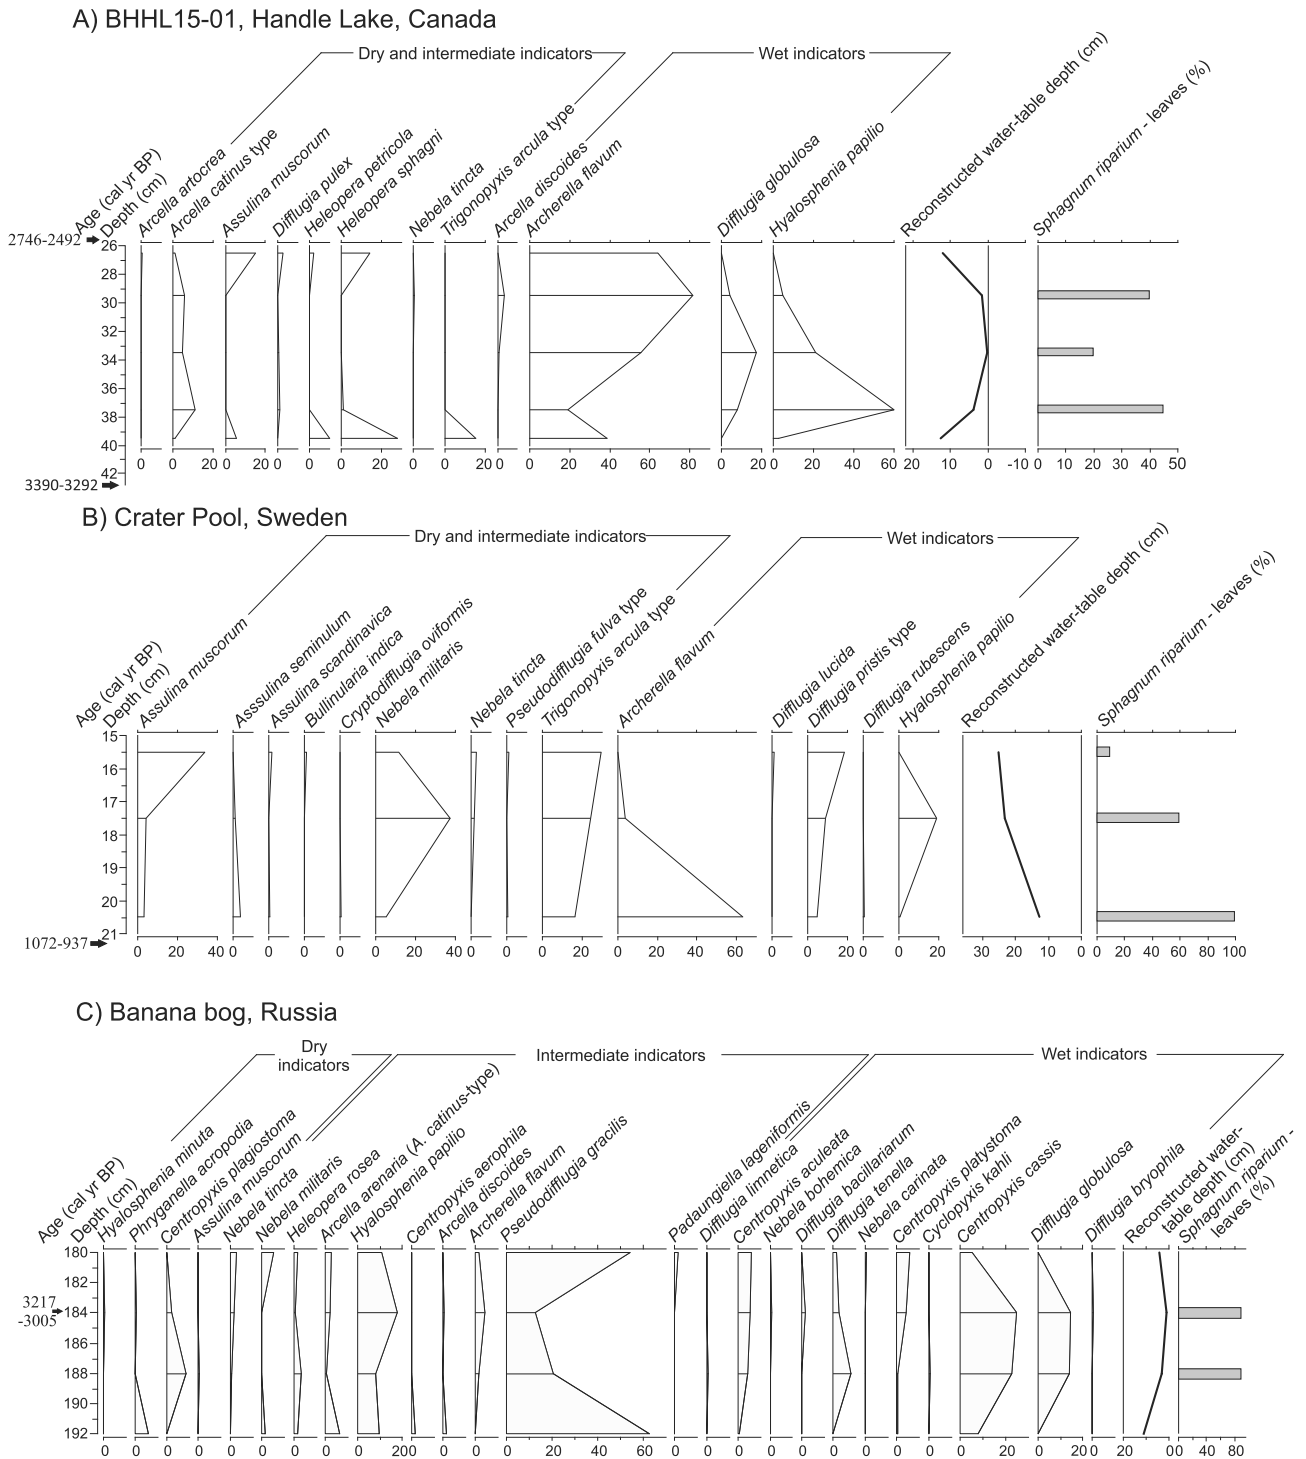 A) BHHL15-01, Handle Lake, Canada
Dry and intermediate indicators
Wet indicators
Age (cal yr BP)
Depth (cm)
Arcella artocrea
Arcella catinus type
Assulina muscorum
Difflugia pulex
Heleopera petricola
Heleopera sphagni
Nebela tincta
Trigonopyxis arcula type
Arcella discoides
Archerella flavum
Difflugia globulosa
Hyalosphenia papilio
Reconstructed water-table depth (cm)
Sphagnum riparium - leaves (%)
2746-2492
26
28
30
32
34
36
38
40
42
3390-3292
0 0 20 0 20 0 0 0 20 0 0 20 0 0 20 40 60 80 0 20 0 20 40 60 20 10 0 -10 0 10 20 30 40 50
B) Crater Pool, Sweden
Dry and intermediate indicators
Wet indicators
Age (cal yr BP)
Depth (cm)
Assulina muscorum
Asssulina seminulum
Assulina scandinavica
Bullinularia indica
Cryptodifflugia oviformis
Nebela militaris
Nebela tincta
Pseudodifflugia fulva type
Trigonopyxis arcula type
Archerella flavum
Difflugia lucida
Difflugia pristis type
Difflugia rubescens
Hyalosphenia papilio
Reconstructed water-table depth (cm)
Sphagnum riparium - leaves (%)
15
16
17
18
19
20
21
1072-937
0 20 40 0 0 0 0 0 20 40 0 0 0 20 0 20 40 60 0 0 20 0 0 20 30 20 10 0 0 20 40 60 80 100
C) Banana bog, Russia
Dry
indicators
Intermediate indicators
Wet indicators
Age (cal yr BP)
Depth (cm)
Hyalosphenia minuta
Phryganella acropodia
Centropyxis plagiostoma
Assulina muscorum
Nebela tincta
Nebela militaris
Heleopera rosea
Arcella arenaria (A. catinus-type)
Hyalosphenia papilio
Centropyxis aerophila
Arcella discoides
Archerella flavum
Pseudodifflugia gracilis
Padaungiella lageniformis
Difflugia limnetica
Centropyxis aculeata
Nebela bohemica
Difflugia bacillariarum
Difflugia tenella
Nebela carinata
Centropyxis platystoma
Cyclopyxis kahli
Centropyxis cassis
Difflugia globulosa
Difflugia bryophila
Reconstructed water-
table depth (cm)
Sphagnum riparium -
leaves (%)
180
182
3217
-3005
184
186
188
190
192
0 0 0 0 0 0 0 0 0 20 0 0 0 0 20 40 60 0 0 0 0 0 0 0 0 0 0 20 0 20 0 20 0 0 40 80